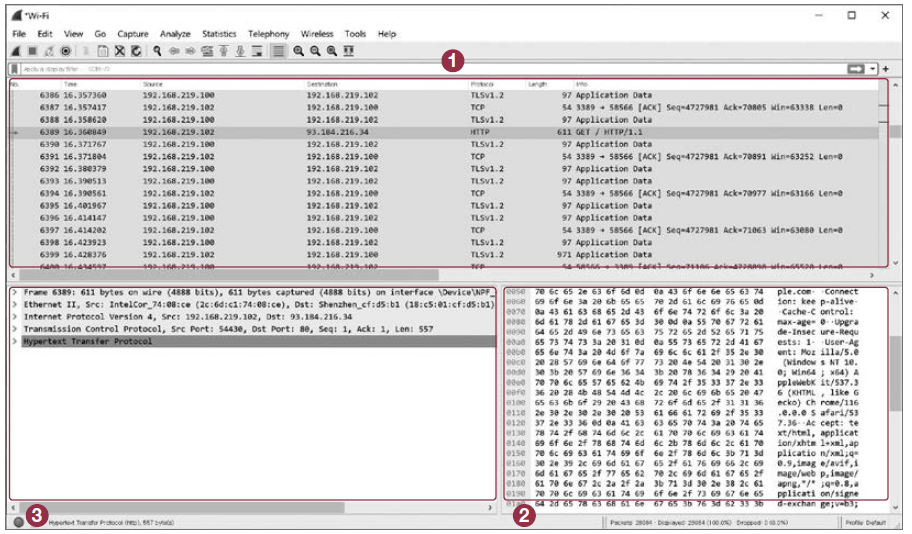 *Wi-Fi
File Edit View Go Capture Analyze Statistics Telephony Wireless Tools Help
1
No. Time Source Destination Protocol Length Info
6386 16.357360 192.168.219.100 192.168.219.102 TLSv1.2 97 Application Data
6387 16.357417 192.168.219.102 192.168.219.100 TCP 54 3389 → 58566 [ACK] Seq=4727981 Ack=70805 Win=63338 Len=0
6388 16.358620 192.168.219.100 192.168.219.102 TLSv1.2 97 Application Data
6389 16.360849 192.168.219.102 93.184.216.34 HTTP 611 GET / HTTP/1.1
6390 16.371767 192.168.219.100 192.168.219.102 TLSv1.2 97 Application Data
6391 16.371804 192.168.219.102 192.168.219.100 TCP 54 3389 → 58566 [ACK] Seq=4727981 Ack=70891 Win=63252 Len=0
6392 16.380379 192.168.219.100 192.168.219.102 TLSv1.2 97 Application Data
6393 16.390513 192.168.219.100 192.168.219.102 TLSv1.2 97 Application Data
6394 16.390561 192.168.219.102 192.168.219.100 TCP 54 3389 → 58566 [ACK] Seq=4727981 Ack=70977 Win=63166 Len=0
6395 16.401967 192.168.219.100 192.168.219.102 TLSv1.2 97 Application Data
6396 16.414147 192.168.219.100 192.168.219.102 TLSv1.2 97 Application Data
6397 16.414202 192.168.219.102 192.168.219.100 TCP 54 3389 → 58566 [ACK] Seq=4727981 Ack=71063 Win=63080 Len=0
6398 16.423923 192.168.219.100 192.168.219.102 TLSv1.2 97 Application Data
6399 16.428376 192.168.219.102 192.168.219.100 TLSv1.2 971 Application Data
Frame 6389: 611 bytes on wire (4888 bits), 611 bytes captured (4888 bits) on interface \Device\NPF_
Ethernet II, Src: IntelCor_74:08:ce (2c:6d:c1:74:08:ce), Dst: Shenzhen_cf:d5:b1 (18:c5:01:cf:d5:b1)
Internet Protocol Version 4, Src: 192.168.219.102, Dst: 93.184.216.34
Transmission Control Protocol, Src Port: 54430, Dst Port: 80, Seq: 1, Ack: 1, Len: 557
Hypertext Transfer Protocol
0050 70 6c 65 2e 63 6f 6d 0d 0a 43 6f 6e 6e 65 63 74 ple.com· ·Connect
0060 69 6f 6e 3a 20 6b 65 65 70 2d 61 6c 69 76 65 0d ion: kee p-alive·
0070 0a 43 61 63 68 65 2d 43 6f 6e 74 72 6f 6c 3a 20 ·Cache-C ontrol:
0080 6d 61 78 2d 61 67 65 3d 30 0d 0a 55 70 67 72 61 max-age= 0··Upgra
0090 64 65 2d 49 6e 73 65 63 75 72 65 2d 52 65 71 75 de-Insec ure-Requ
00a0 65 73 74 73 3a 20 31 0d 0a 55 73 65 72 2d 41 67 ests: 1· ·User-Ag
00b0 65 6e 74 3a 20 4d 6f 7a 69 6c 6c 61 2f 35 2e 30 ent: Moz illa/5.0
00c0 20 28 57 69 6e 64 6f 77 73 20 4e 54 20 31 30 2e (Window s NT 10.
00d0 30 3b 20 57 69 6e 36 34 3b 20 78 36 34 29 20 41 0; Win64 ; x64) A
00e0 70 70 6c 65 57 65 62 4b 69 74 2f 35 33 37 2e 33 ppleWebK it/537.3
00f0 36 20 28 4b 48 54 4d 4c 2c 20 6c 69 6b 65 20 47 6 (KHTML , like G
0100 65 63 6b 6f 29 20 43 68 72 6f 6d 65 2f 31 31 36 ecko) Ch rome/116
0110 2e 30 2e 30 2e 30 20 53 61 66 61 72 69 2f 35 33 .0.0.0 S afari/53
0120 37 2e 33 36 0d 0a 41 63 63 65 70 74 3a 20 74 65 7.36··Ac cept: te
0130 78 74 2f 68 74 6d 6c 2c 61 70 70 6c 69 63 61 74 xt/html, applicat
0140 69 6f 6e 2f 78 68 74 6d 6c 2b 78 6d 6c 2c 61 70 ion/xhtm l+xml,ap
0150 70 6c 69 63 61 74 69 6f 6e 2f 78 6d 6c 3b 71 3d plicatio n/xml;q=
0160 30 2e 39 2c 69 6d 61 67 65 2f 61 76 69 66 2c 69 0.9,imag e/avif,i
0170 6d 61 67 65 2f 77 65 62 70 2c 69 6d 61 67 65 2f mage/web p,image/
0180 61 70 6e 67 2c 2a 2f 2a 3b 71 3d 30 2e 38 2c 61 apng,*/* ;q=0.8,a
0190 70 70 6c 69 63 61 74 69 6f 6e 2f 73 69 67 6e 65 pplicati on/signe
64 2d 65 78 63 68 61 6e 67 65 3b 76 3d 62 33 3b d-exchan ge;v=b3;
3
2
Hypertext Transfer Protocol (http), 557 byte(s)
Packets: 29084 · Displayed: 29084 (100.0%) · Dropped: 0 (0.0%)
Profile: Default